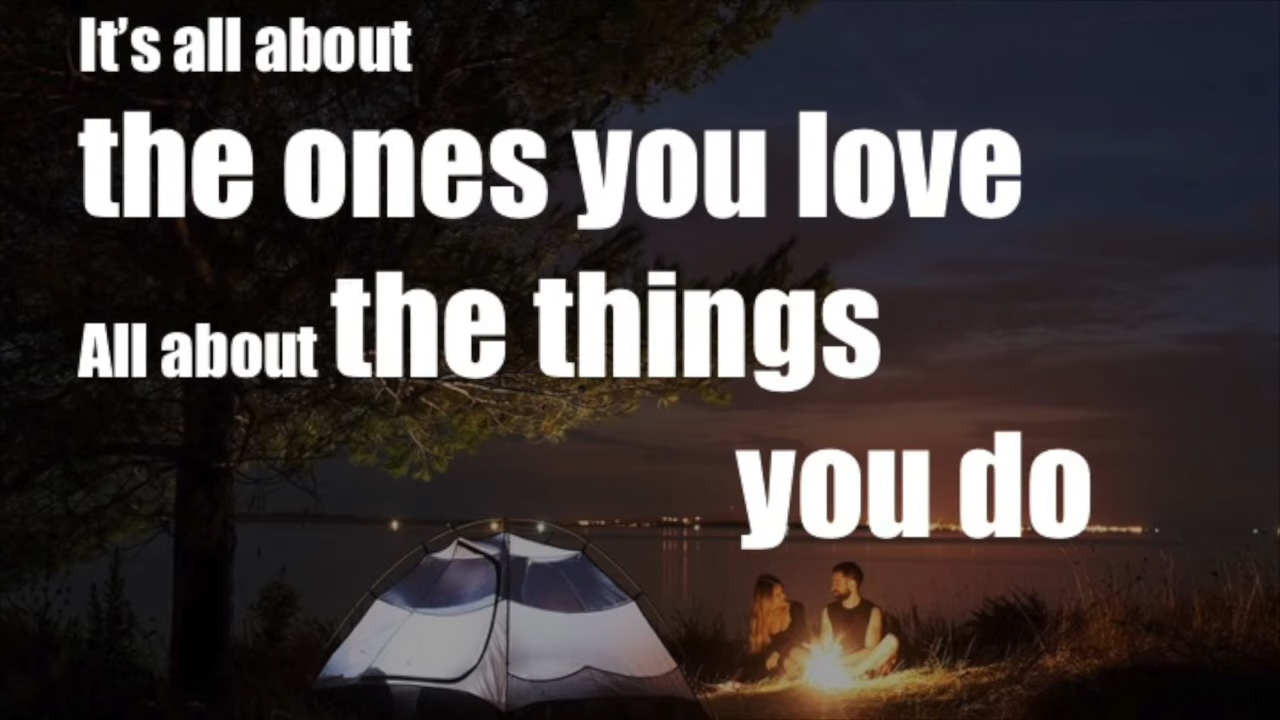 It’s all about
the ones you love
All about the things
you do